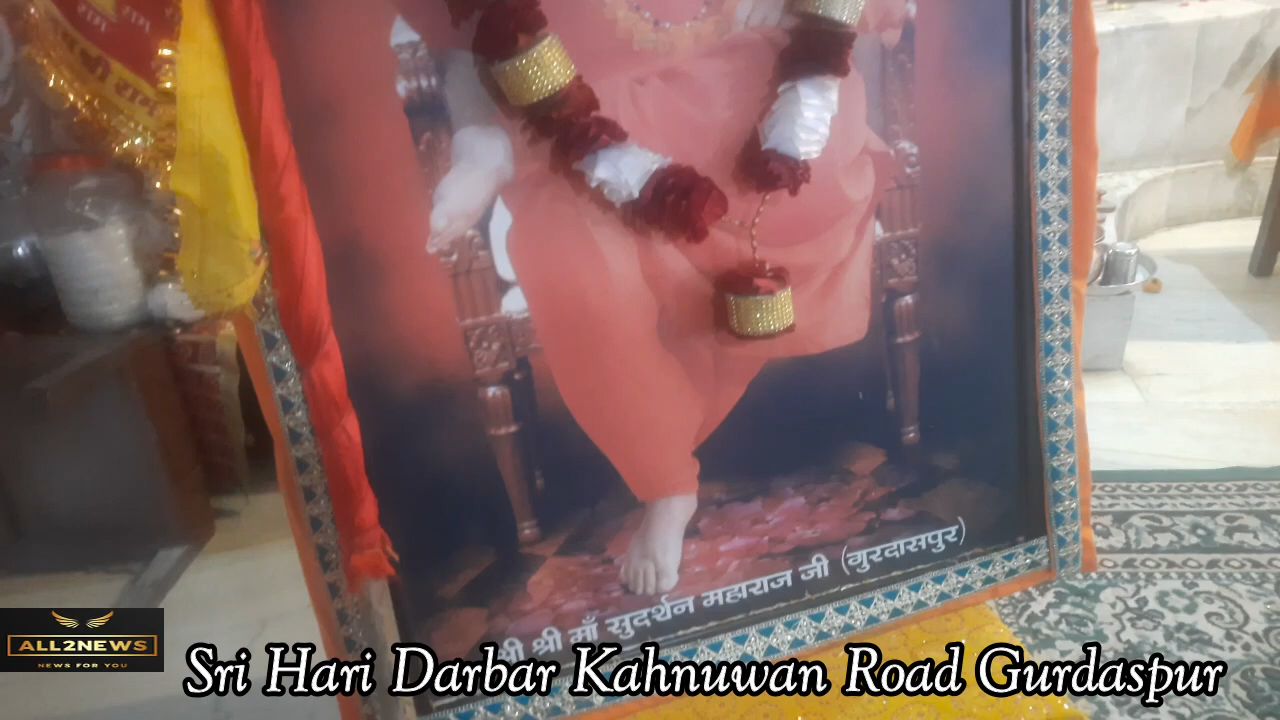 राम राम
श्री श्री माँ सुदर्शन महाराज जी (गुरदासपुर)
ALL2NEWS
NEWS FOR YOU
Sri Hari Darbar Kahnuwan Road Gurdaspur